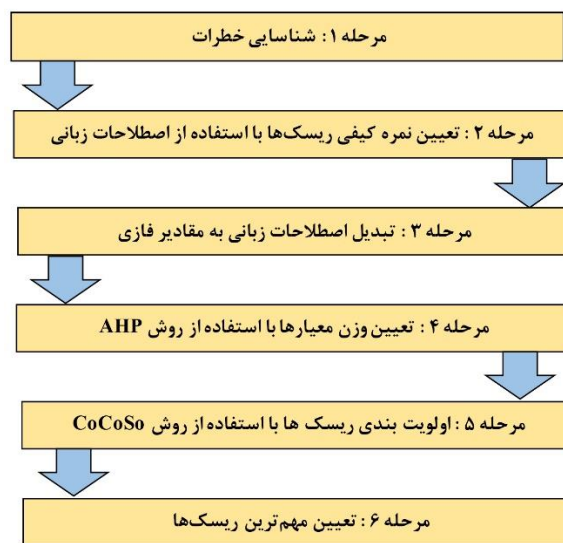 مرحله ۱ : شناسایی خطرات
مرحله ۲ : تعیین نمره کیفی ریسک‌ها با استفاده از اصطلاحات زبانی
مرحله ۳ : تبدیل اصطلاحات زبانی به مقادیر فازی
مرحله ۴ : تعیین وزن معیارها با استفاده از روش AHP
مرحله ۵ : اولویت بندی ریسک ها با استفاده از روش CoCoSo
مرحله ۶ : تعیین مهم‌ترین ریسک‌ها